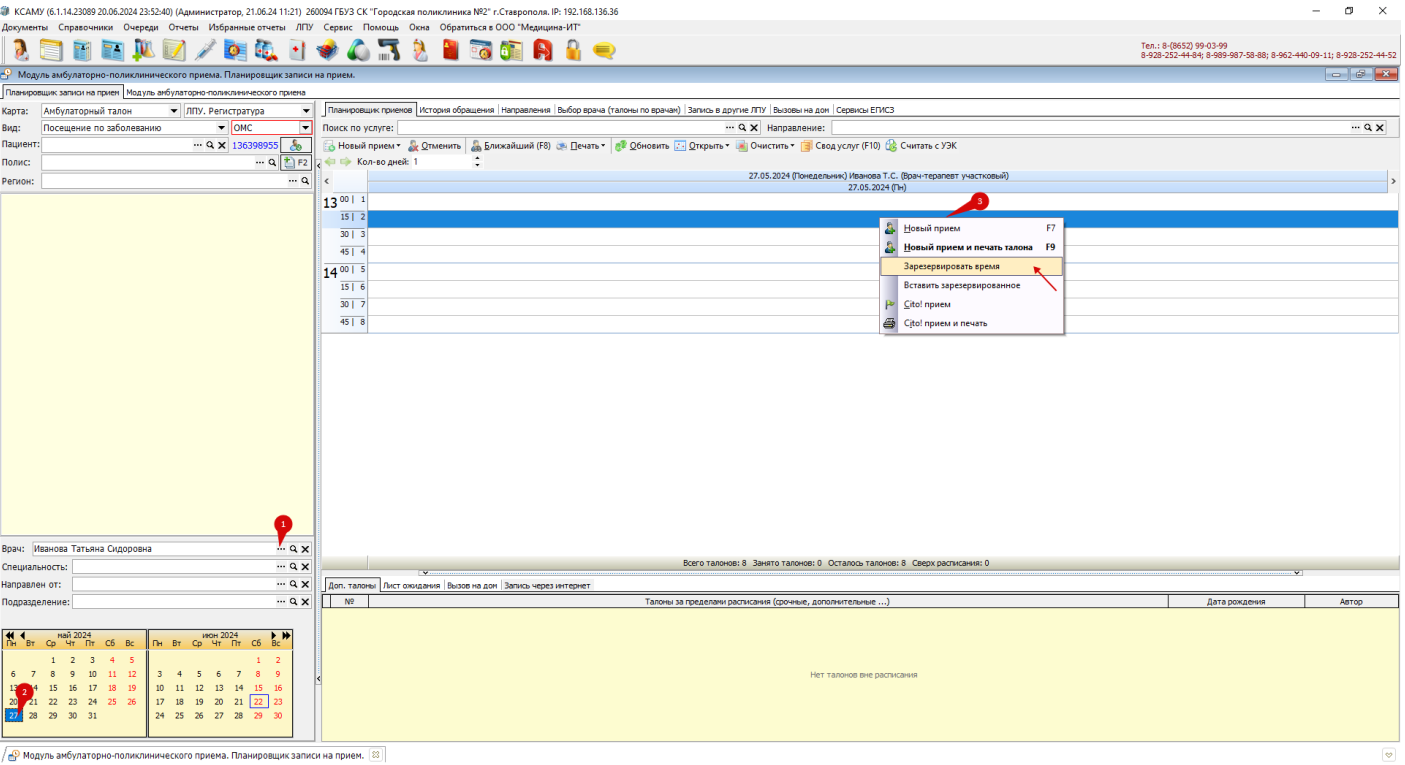 КСАМУ (6.1.14.23089 20.06.2024 23:52:40) (Администратор, 21.06.24 11:21) 260094 ГБУЗ СК "Городская поликлиника №2" г.Ставрополя. IP: 192.168.136.36
Документы Справочники Очереди Отчеты Избранные отчеты ЛПУ Сервис Помощь Окна Обратиться в ООО "Медицина-ИТ"
Тел.: 8-(8652) 99-03-99
8-928-252-44-84; 8-989-987-58-88; 8-962-440-09-11; 8-928-252-44-52
Модуль амбулаторно-поликлинического приема. Планировщик записи на прием.
Планировщик записи на прием Модуль амбулаторно-поликлинического приема
Карта: Амбулаторный талон ЛПУ. Регистратура
Вид: Посещение по заболеванию ОМС
Пациент: 136398955
Полис: F2
Регион:
Планировщик приемов История обращения Направления Выбор врача (талоны по врачам) Запись в другие ЛПУ Вызовы на дом Сервисы ЕГИСЗ
Поиск по услуге: Направление:
Новый прием Отменить Ближайший (F8) Печать Обновить Открыть Очистить Свод услуг (F10) Считать с УЭК
Кол-во дней: 1
27.05.2024 (Понедельник) Иванова Т.С. (Врач-терапевт участковый)
27.05.2024 (Пн)
13 00 1
15 2
30 3
45 4
14 00 5
15 6
30 7
45 8
3
Новый прием F7
Новый прием и печать талона F9
Зарезервировать время
Вставить зарезервированное
Cito! прием
Cito! прием и печать
1
Врач: Иванова Татьяна Сидоровна
Специальность:
Направлен от:
Подразделение:
Всего талонов: 8 Занято талонов: 0 Осталось талонов: 8 Сверх расписания: 0
Доп. талоны Лист ожидания Вызов на дон Запись через интернет
№ Талоны за пределами расписания (срочные, дополнительные ...) Дата рождения Автор
Нет талонов вне расписания
май 2024
Пн Вт Ср Чт Пт Сб Вс
1 2 3 4 5
6 7 8 9 10 11 12
13 14 15 16 17 18 19
20 21 22 23 24 25 26
27 28 29 30 31
2
июн 2024
Пн Вт Ср Чт Пт Сб Вс
1 2
3 4 5 6 7 8 9
10 11 12 13 14 15 16
17 18 19 20 21 22 23
24 25 26 27 28 29 30
Модуль амбулаторно-поликлинического приема. Планировщик записи на прием.